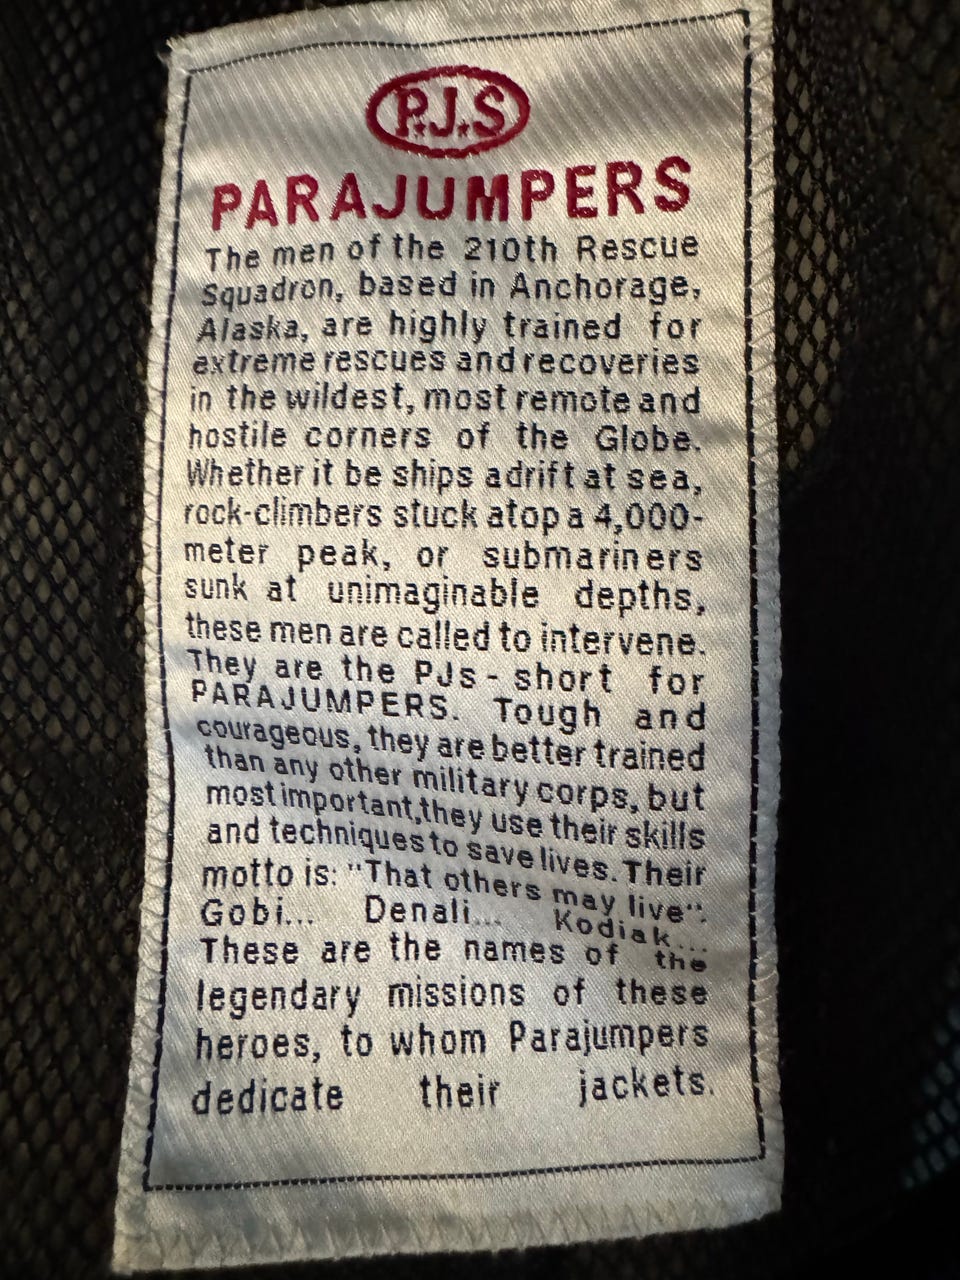 P.J.S
PARAJUMPERS
The men of the 210th Rescue
Squadron, based in Anchorage,
Alaska, are highly trained for
extreme rescues and recoveries
in the wildest, most remote and
hostile corners of the Globe.
Whether it be ships adrift at sea,
rock-climbers stuck atop a 4,000-
meter peak, or submariners
sunk at unimaginable depths,
these men are called to intervene.
They are the PJs - short for
PARAJUMPERS. Tough and
courageous, they are better trained
than any other military corps, but
most important, they use their skills
and techniques to save lives. Their
motto is: "That others may live".
Gobi... Denali... Kodiak...
These are the names of the
legendary missions of these
heroes, to whom Parajumpers
dedicate their jackets.